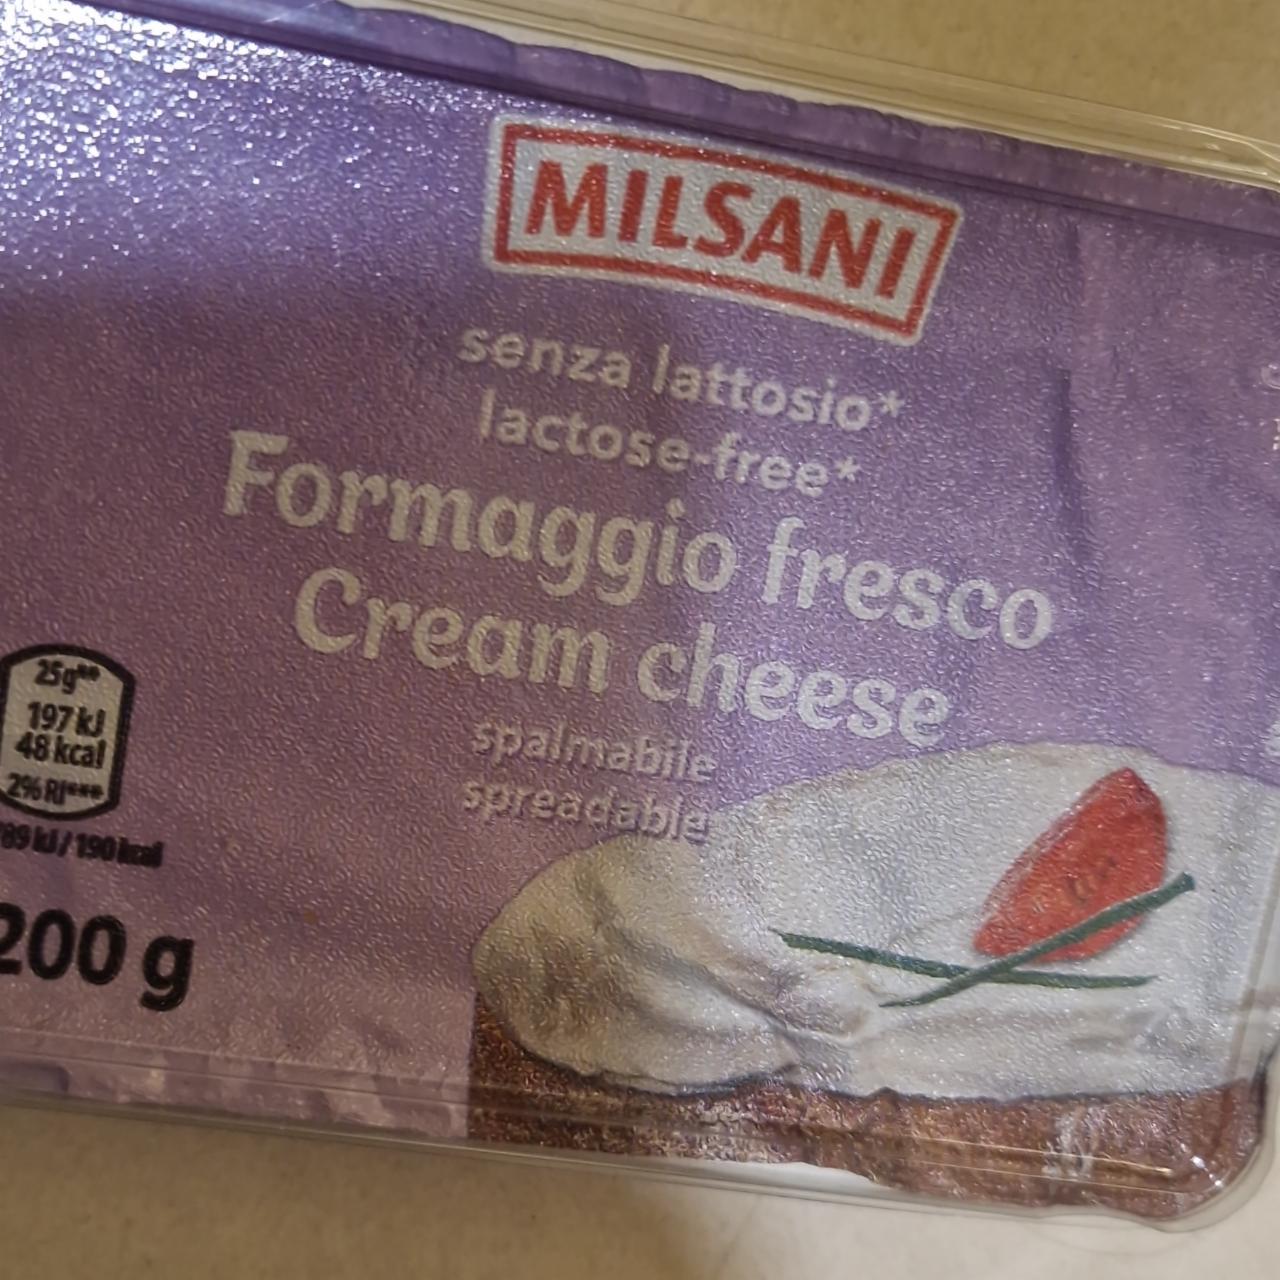 MILSANI
senza lattosio*
lactose-free*
Formaggio fresco
Cream cheese
spalmabile
spreadable
25g**
197 kJ
48 kcal
2% RI***
89 kJ / 190 kcal
200 g